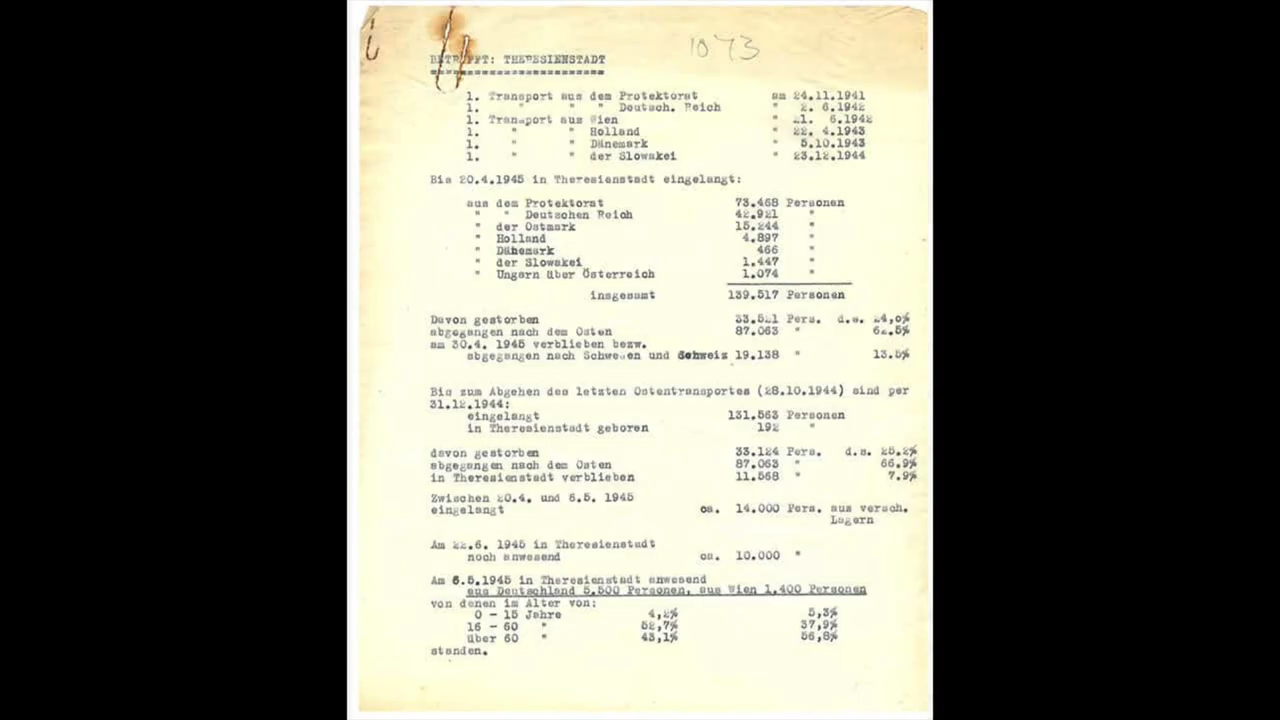 1073
BETRIFFT: THERESIENSTADT
1. Transport aus dem Protektorat am 24.11.1941
1. " " " Deutsch. Reich " 2. 6.1942
1. Transport aus Wien " 21. 6.1942
1. " " Holland " 22. 4.1943
1. " " Dänemark " 5.10.1943
1. " " der Slowakei " 23.12.1944
Bis 20.4.1945 in Theresienstadt eingelangt:
aus dem Protektorat 73.468 Personen
" " Deutschen Reich 42.921 "
" der Ostmark 15.244 "
" Holland 4.897 "
" Dänemark 466 "
" der Slowakei 1.447 "
" Ungarn über Österreich 1.074 "
insgesamt 139.517 Personen
Davon gestorben 33.521 Pers. d.s. 24,0%
abgegangen nach dem Osten 87.063 " 62.5%
am 30.4. 1945 verblieben bezw.
abgegangen nach Schweden und Schweiz 19.138 " 13.5%
Bis zum Abgehen des letzten Ostentransportes (28.10.1944) sind per
31.12.1944:
eingelangt 131.563 Personen
in Theresienstadt geboren 192 "
davon gestorben 33.124 Pers. d.s. 25.2%
abgegangen nach dem Osten 87.063 " 66.9%
in Theresienstadt verblieben 11.568 " 7.9%
Zwischen 20.4. und 6.5. 1945
eingelangt ca. 14.000 Pers. aus versch.
Lagern
Am 22.6. 1945 in Theresienstadt
noch anwesend ca. 10.000 "
Am 6.5.1945 in Theresienstadt anwesend
aus Deutschland 5.500 Personen, aus Wien 1.400 Personen
von denen im Alter von:
0 - 15 Jahre 4,2% 5,3%
16 - 60 " 52,7% 37,9%
über 60 " 43,1% 56,8%
standen.